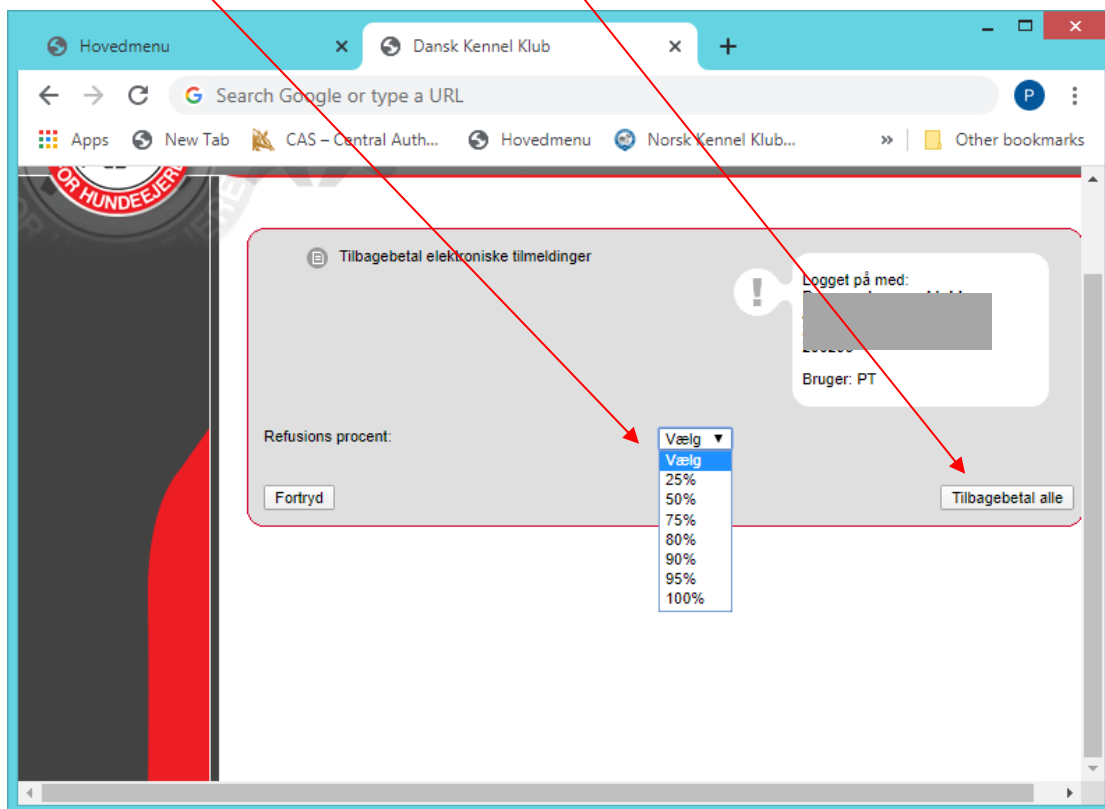 Hovedmenu
Dansk Kennel Klub
Search Google or type a URL
P
Apps
New Tab
CAS – Central Auth...
Hovedmenu
Norsk Kennel Klub...
»
Other bookmarks
OR HUNDEEJERE
Tilbagebetal elektroniske tilmeldinger
!
Logget på med:
Bruger: PT
Refusions procent:
Vælg
Vælg
25%
50%
75%
80%
90%
95%
100%
Fortryd
Tilbagebetal alle